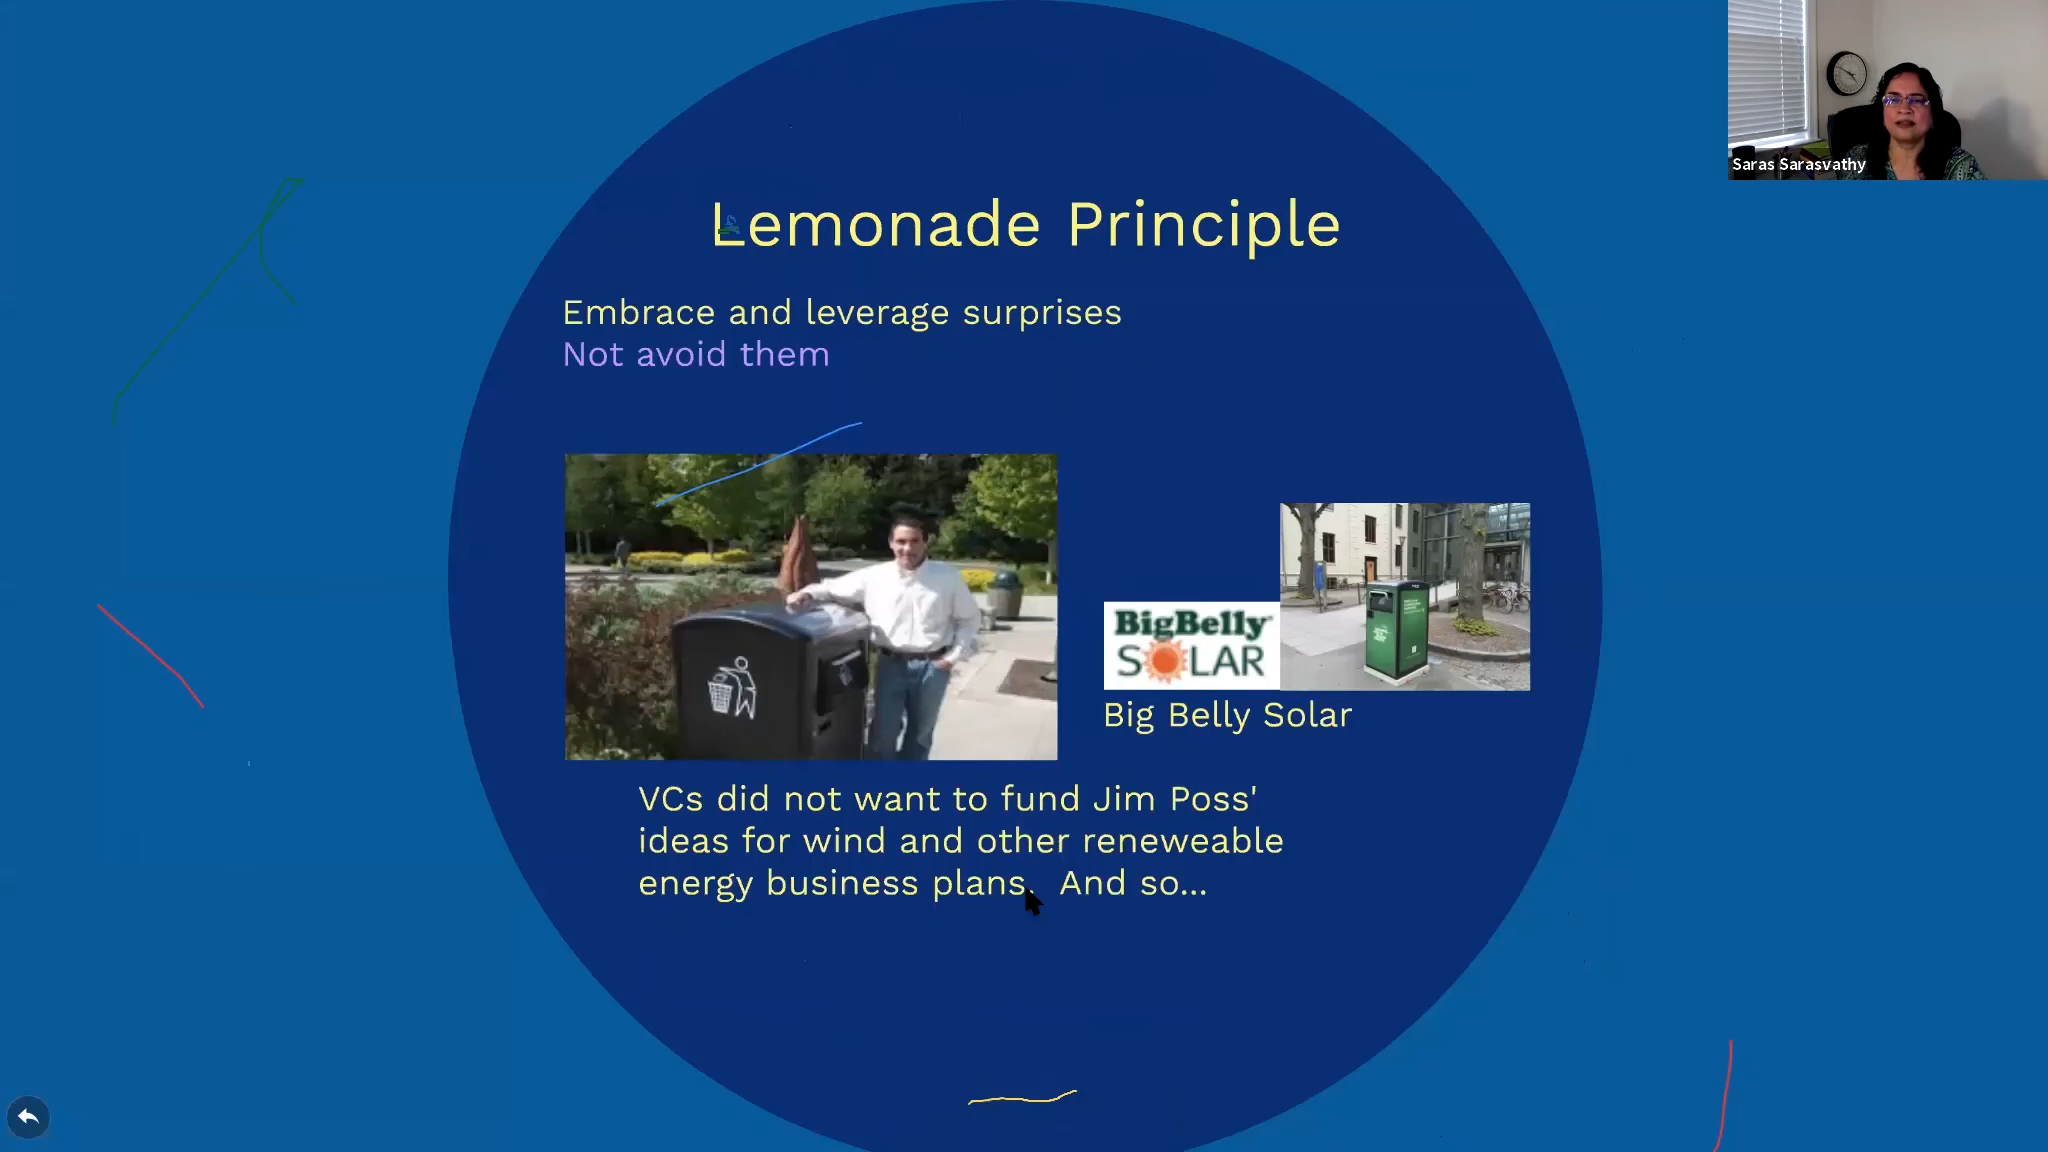 Saras Sarasvathy
Lemonade Principle
Embrace and leverage surprises
Not avoid them
BigBelly
SOLAR
Big Belly Solar
VCs did not want to fund Jim Poss'
ideas for wind and other reneweable
energy business plans. And so...